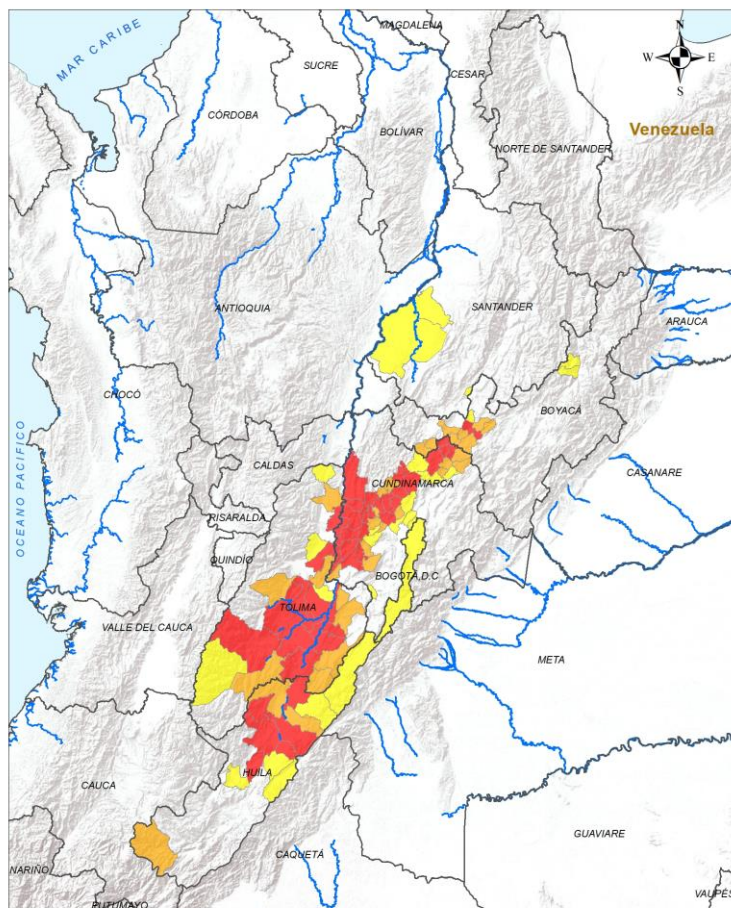 MAGDALENA
N
MAR CARIBE
SUCRE
W
E
CESAR
S
CÓRDOBA
BOLÍVAR
Venezuela
NORTE DE SANTANDER
ANTIOQUIA
SANTANDER
ARAUCA
CHOCÓ
BOYACÁ
OCEANO PACIFICO
CALDAS
CUNDINAMARCA
CASANARE
RISARALDA
QUINDÍO
BOGOTÁ, D.C
TOLIMA
VALLE DEL CAUCA
META
HUILA
CAUCA
GUAVIARE
CAQUETÁ
NARIÑO
PUTUMAYO
VAUPÉS